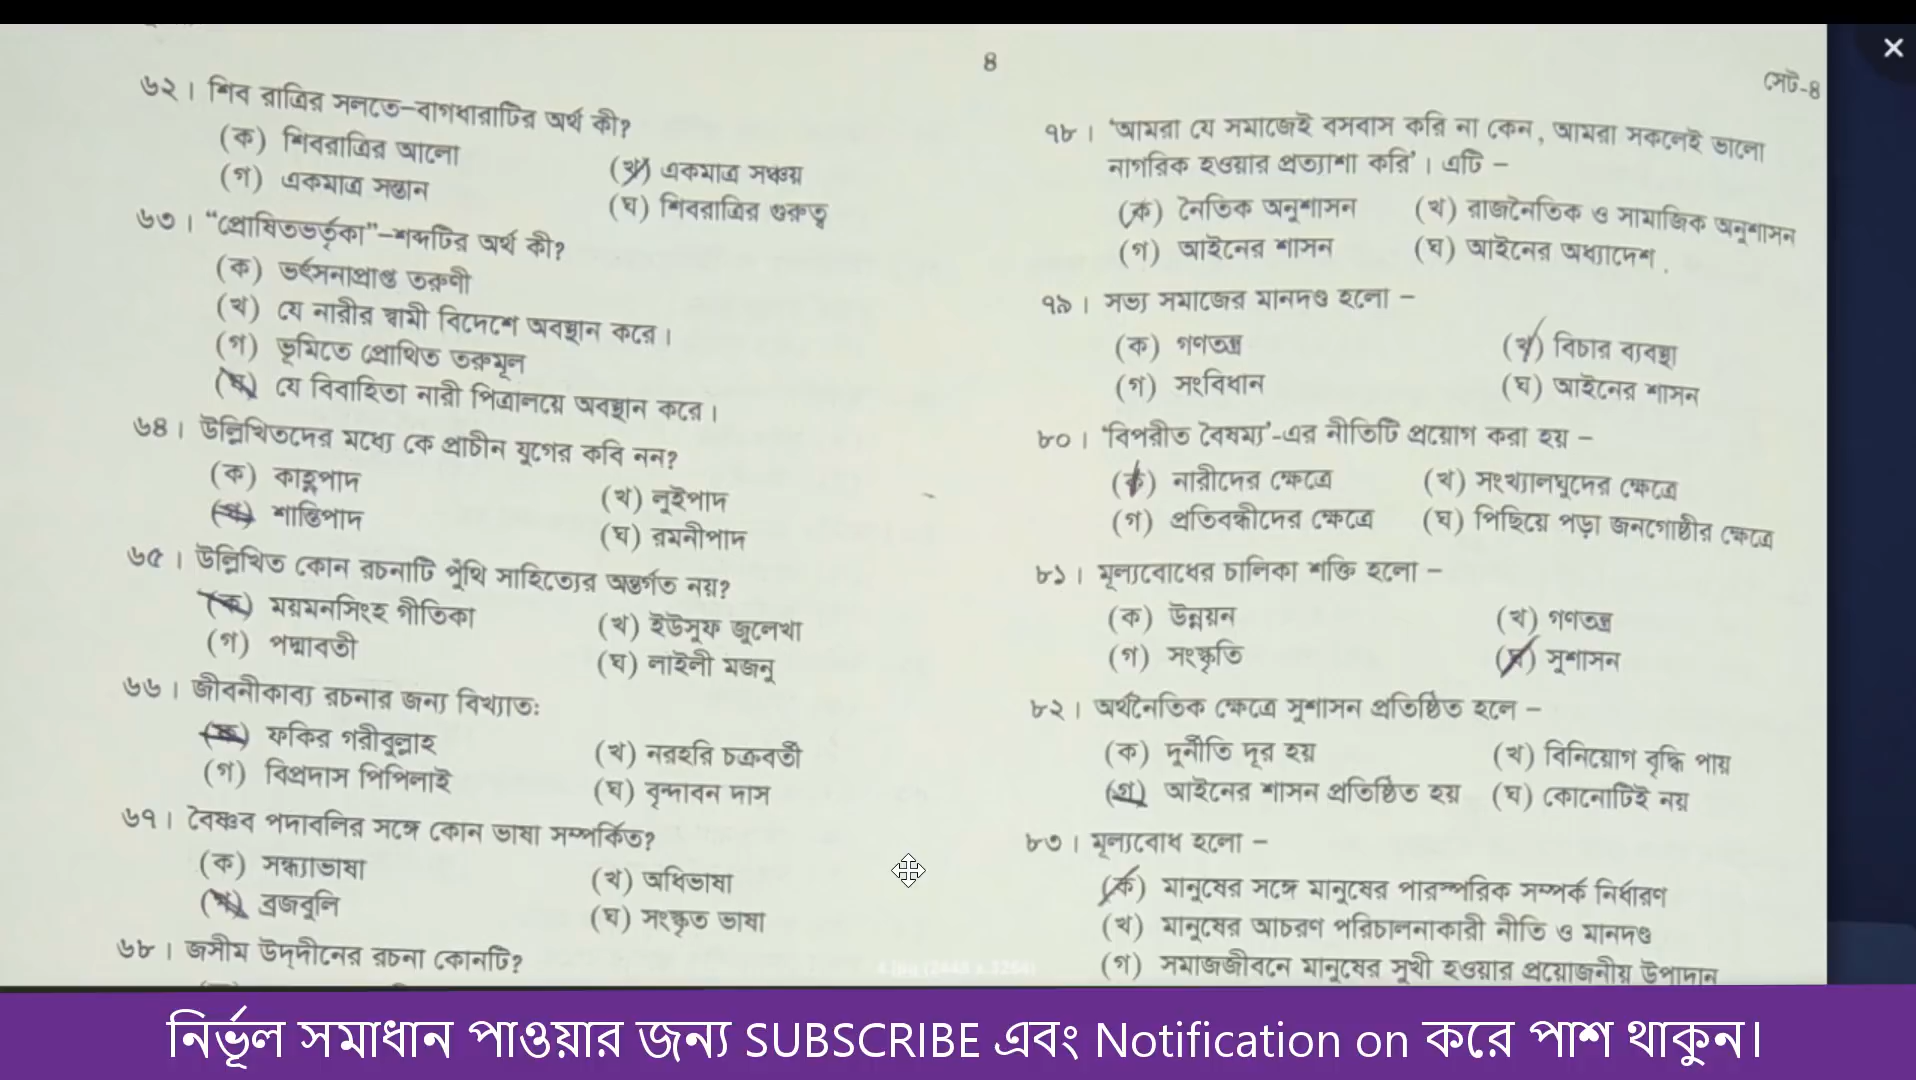 ৪
সেট-৪
৬২। শিব রাত্রির সলতে–বাগধারাটির অর্থ কী?
(ক) শিবরাত্রির আলো
(খ) একমাত্র সঞ্চয়
(গ) একমাত্র সন্তান
(ঘ) শিবরাত্রির গুরুত্ব
৬৩। “প্রোষিতভর্তৃকা”–শব্দটির অর্থ কী?
(ক) ভর্ৎসনাপ্রাপ্ত তরুণী
(খ) যে নারীর স্বামী বিদেশে অবস্থান করে।
(গ) ভূমিতে প্রোথিত তরুমূল
(ঘ) যে বিবাহিতা নারী পিত্রালয়ে অবস্থান করে।
৬৪। উল্লিখিতদের মধ্যে কে প্রাচীন যুগের কবি নন?
(ক) কাহ্নপাদ
(খ) লুইপাদ
(গ) শান্তিপাদ
(ঘ) রমনীপাদ
৬৫। উল্লিখিত কোন রচনাটি পুঁথি সাহিত্যের অন্তর্গত নয়?
(ক) ময়মনসিংহ গীতিকা
(খ) ইউসুফ জুলেখা
(গ) পদ্মাবতী
(ঘ) লাইলী মজনু
৬৬। জীবনীকাব্য রচনার জন্য বিখ্যাত:
(ক) ফকির গরীবুল্লাহ
(খ) নরহরি চক্রবর্তী
(গ) বিপ্রদাস পিপিলাই
(ঘ) বৃন্দাবন দাস
৬৭। বৈষ্ণব পদাবলির সঙ্গে কোন ভাষা সম্পর্কিত?
(ক) সন্ধ্যাভাষা
(খ) অধিভাষা
(গ) ব্রজবুলি
(ঘ) সংস্কৃত ভাষা
৬৮। জসীম উদ্‌দীনের রচনা কোনটি?
৭৮। ‘আমরা যে সমাজেই বসবাস করি না কেন, আমরা সকলেই ভালো
নাগরিক হওয়ার প্রত্যাশা করি’। এটি –
(ক) নৈতিক অনুশাসন (খ) রাজনৈতিক ও সামাজিক অনুশাসন
(গ) আইনের শাসন (ঘ) আইনের অধ্যাদেশ.
৭৯। সভ্য সমাজের মানদণ্ড হলো –
(ক) গণতন্ত্র (খ) বিচার ব্যবস্থা
(গ) সংবিধান (ঘ) আইনের শাসন
৮০। ‘বিপরীত বৈষম্য’-এর নীতিটি প্রয়োগ করা হয় –
(ক) নারীদের ক্ষেত্রে (খ) সংখ্যালঘুদের ক্ষেত্রে
(গ) প্রতিবন্ধীদের ক্ষেত্রে (ঘ) পিছিয়ে পড়া জনগোষ্ঠীর ক্ষেত্রে
৮১। মূল্যবোধের চালিকা শক্তি হলো –
(ক) উন্নয়ন (খ) গণতন্ত্র
(গ) সংস্কৃতি (ঘ) সুশাসন
৮২। অর্থনৈতিক ক্ষেত্রে সুশাসন প্রতিষ্ঠিত হলে –
(ক) দুর্নীতি দূর হয় (খ) বিনিয়োগ বৃদ্ধি পায়
(গ) আইনের শাসন প্রতিষ্ঠিত হয় (ঘ) কোনোটিই নয়
৮৩। মূল্যবোধ হলো –
(ক) মানুষের সঙ্গে মানুষের পারস্পরিক সম্পর্ক নির্ধারণ
(খ) মানুষের আচরণ পরিচালনাকারী নীতি ও মানদণ্ড
(গ) সমাজজীবনে মানুষের সুখী হওয়ার প্রয়োজনীয় উপাদান
নির্ভূল সমাধান পাওয়ার জন্য SUBSCRIBE এবং Notification on করে পাশ থাকুন।